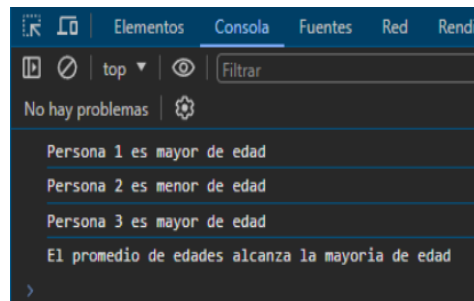 Elementos Consola Fuentes Red
top Filtrar
No hay problemas
Persona 1 es mayor de edad
Persona 2 es menor de edad
Persona 3 es mayor de edad
El promedio de edades alcanza la mayoria de edad